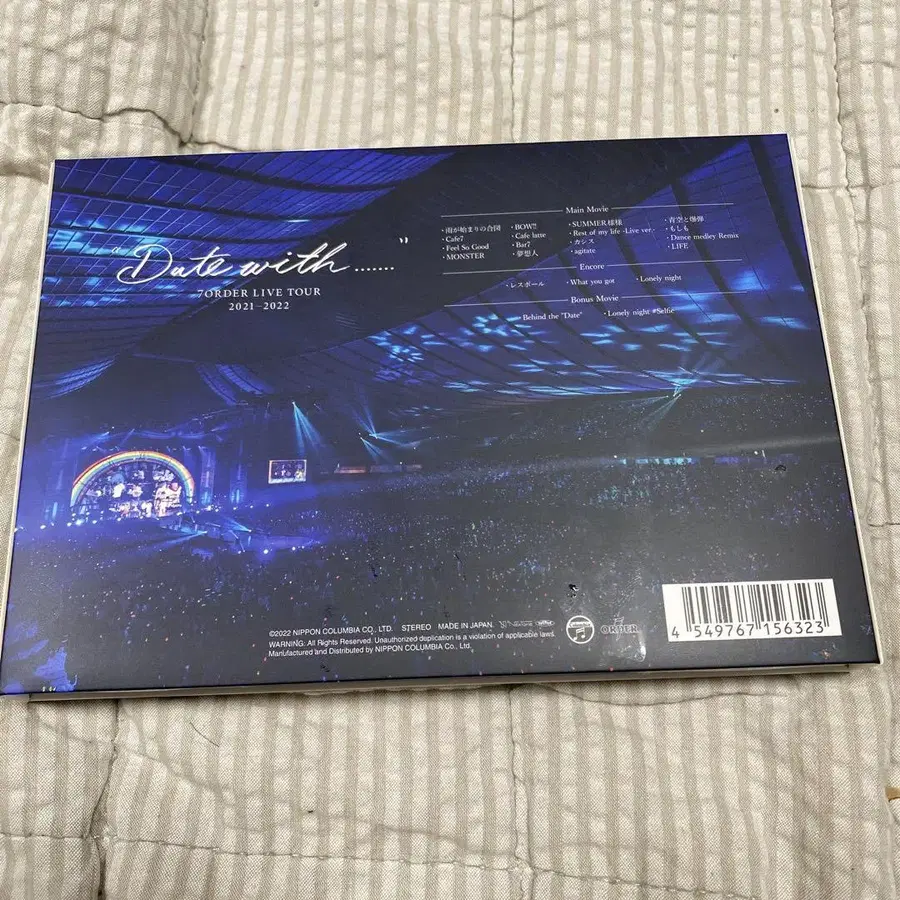 “Date with.......”
7ORDER LIVE TOUR
2021-2022
Main Movie
・雨が始まりの合図
・Cafe7
・Feel So Good
・MONSTER
・BOW!!
・Cafe latte
・Bar7
・夢想人
・SUMMER様様
・Rest of my life -Live ver.-
・カシス
・agitate
・青空と爆弾
・もしも
・Dance medley Remix
・LIFE
Encore
・レスポール ・What you got ・Lonely night
Bonus Movie
・Behind the "Date" ・Lonely night #Selfie
©2022 NIPPON COLUMBIA CO., LTD. STEREO MADE IN JAPAN.
WARNING: All Rights Reserved. Unauthorized duplication is a violation of applicable laws.
Manufactured and Distributed by NIPPON COLUMBIA Co., Ltd.
7ORDER
4 549767 156323